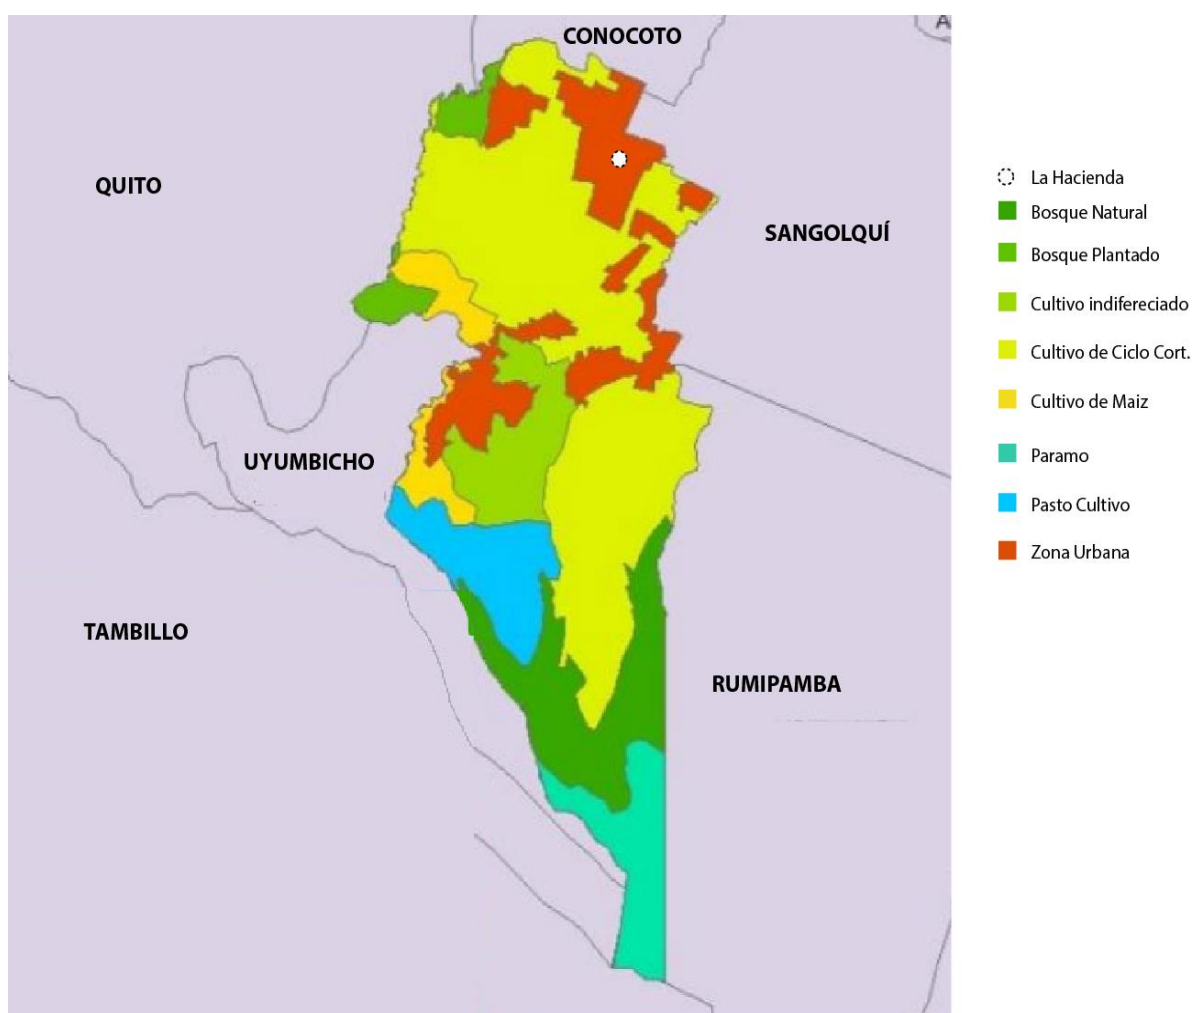 A
CONOCOTO
QUITO
SANGOLQUÍ
UYUMBICHO
TAMBILLO
RUMIPAMBA
La Hacienda
Bosque Natural
Bosque Plantado
Cultivo indifereciado
Cultivo de Ciclo Cort.
Cultivo de Maiz
Paramo
Pasto Cultivo
Zona Urbana